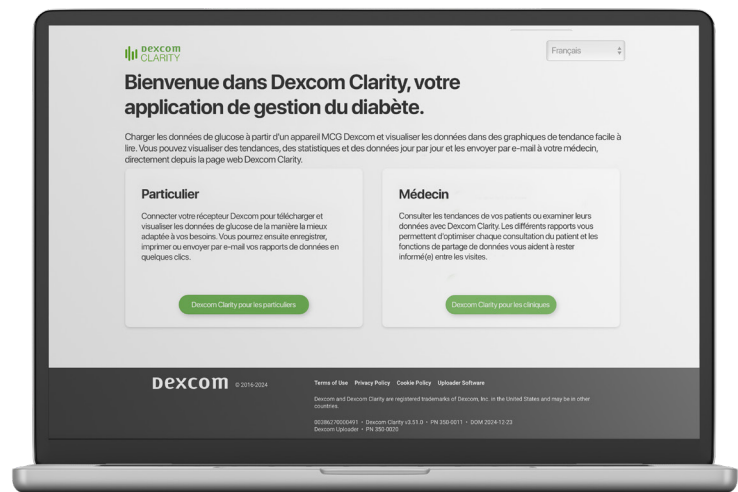 Dexcom
CLARITY
Français
Bienvenue dans Dexcom Clarity, votre
application de gestion du diabète.
Charger les données de glucose à partir d'un appareil MCG Dexcom et visualiser les données dans des graphiques de tendance facile à
lire. Vous pouvez visualiser des tendances, des statistiques et des données jour par jour et les envoyer par e-mail à votre médecin,
directement depuis la page web Dexcom Clarity.
Particulier
Connecter votre récepteur Dexcom pour télécharger et
visualiser les données de glucose de la manière la mieux
adaptée à vos besoins. Vous pourrez ensuite enregistrer,
imprimer ou envoyer par e-mail vos rapports de données en
quelques clics.
Dexcom Clarity pour les particuliers
Médecin
Consulter les tendances de vos patients ou examiner leurs
données avec Dexcom Clarity. Les différents rapports vous
permettent d'optimiser chaque consultation du patient et les
fonctions de partage de données vous aident à rester
informé(e) entre les visites.
Dexcom Clarity pour les cliniques
Dexcom © 2016-2024
Terms of Use Privacy Policy Cookie Policy Uploader Software
Dexcom and Dexcom Clarity are registered trademarks of Dexcom, Inc. in the United States and may be in other
countries.
00386270000491 • Dexcom Clarity v3.51.0 • PN 350-0011 • DOM 2024-12-23
Dexcom Uploader • PN 350-0020